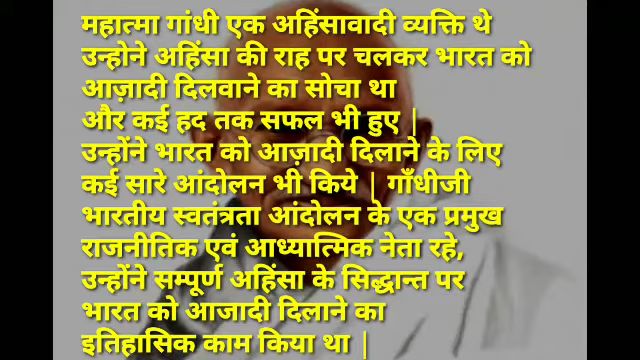 महात्मा गांधी एक अहिंसावादी व्यक्ति थे
उन्होने अहिंसा की राह पर चलकर भारत को
आज़ादी दिलवाने का सोचा था
और कई हद तक सफल भी हुए |
उन्होंने भारत को आज़ादी दिलाने के लिए
कई सारे आंदोलन भी किये | गाँधीजी
भारतीय स्वतंत्रता आंदोलन के एक प्रमुख
राजनीतिक एवं आध्यात्मिक नेता रहे,
उन्होंने सम्पूर्ण अहिंसा के सिद्धान्त पर
भारत को आजादी दिलाने का
इतिहासिक काम किया था |